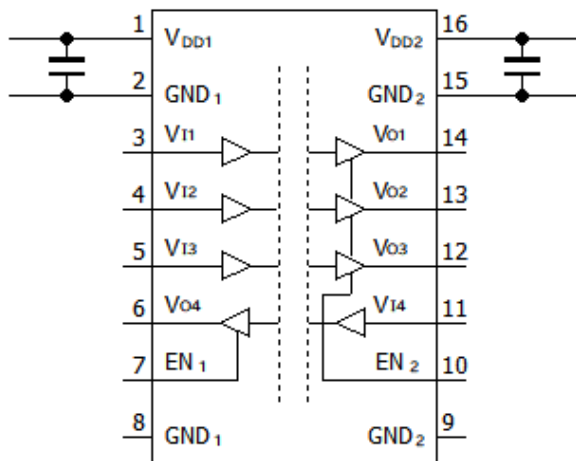 1 VDD1 VDD2 16
2 GND1 GND2 15
3 VI1 VO1 14
4 VI2 VO2 13
5 VI3 VO3 12
6 VO4 VI4 11
7 EN1 EN2 10
8 GND1 GND2 9